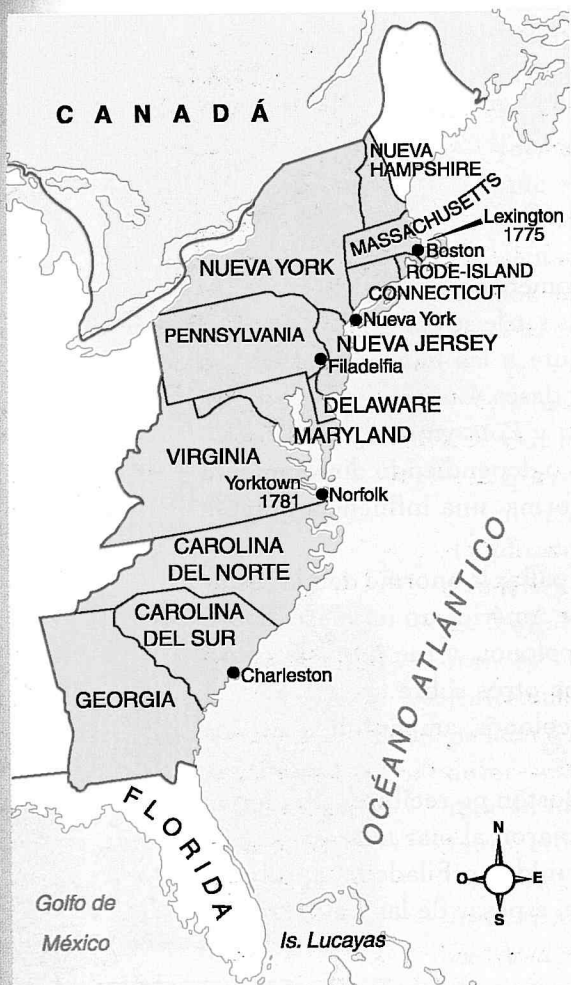 CANADÁ
NUEVA
HAMPSHIRE
MASSACHUSETTS
Lexington
1775
Boston
RODE-ISLAND
CONNECTICUT
NUEVA YORK
Nueva York
PENNSYLVANIA
NUEVA JERSEY
Filadelfia
DELAWARE
MARYLAND
VIRGINIA
Yorktown
1781
Norfolk
CAROLINA
DEL NORTE
CAROLINA
DEL SUR
Charleston
GEORGIA
OCÉANO ATLÁNTICO
FLORIDA
N
O
E
S
Golfo de
México
Is. Lucayas